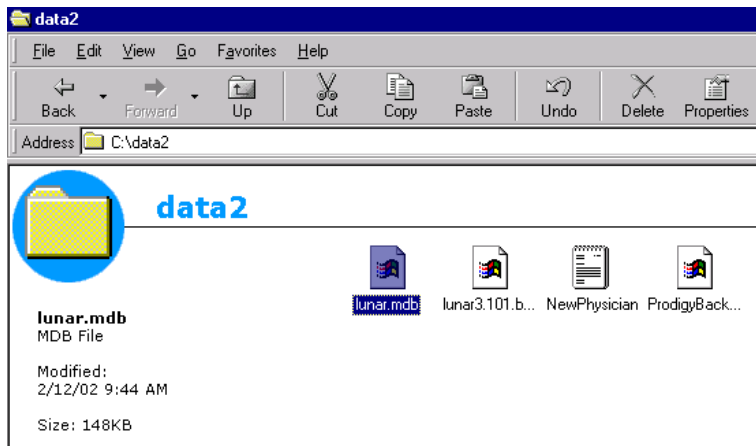 data2
File Edit View Go Favorites Help
Back Forward Up Cut Copy Paste Undo Delete Properties
Address C:\data2
data2
lunar.mdb lunar3.101.b... NewPhysician ProdigyBack...
lunar.mdb
MDB File
Modified:
2/12/02 9:44 AM
Size: 148KB